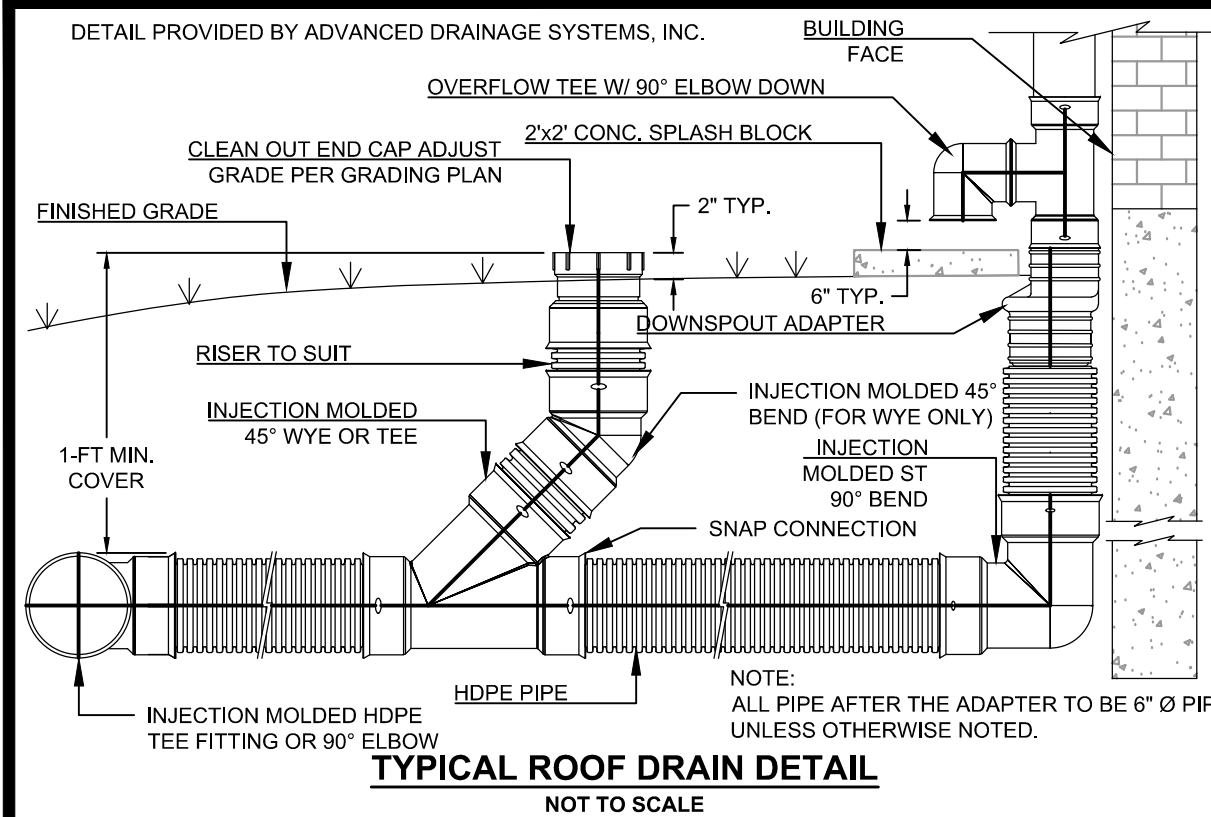 DETAIL PROVIDED BY ADVANCED DRAINAGE SYSTEMS, INC.
BUILDING
FACE
OVERFLOW TEE W/ 90° ELBOW DOWN
2'x2' CONC. SPLASH BLOCK
CLEAN OUT END CAP ADJUST
GRADE PER GRADING PLAN
FINISHED GRADE
2" TYP.
6" TYP.
DOWNSPOUT ADAPTER
RISER TO SUIT
INJECTION MOLDED 45°
BEND (FOR WYE ONLY)
INJECTION MOLDED
45° WYE OR TEE
1-FT MIN.
COVER
INJECTION
MOLDED ST
90° BEND
SNAP CONNECTION
HDPE PIPE
INJECTION MOLDED HDPE
TEE FITTING OR 90° ELBOW
NOTE:
ALL PIPE AFTER THE ADAPTER TO BE 6" Ø
UNLESS OTHERWISE NOTED.
TYPICAL ROOF DRAIN DETAIL
NOT TO SCALE